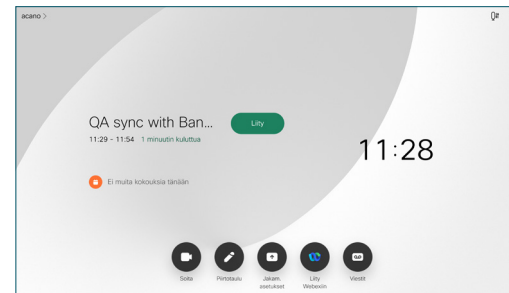 acano >
QA sync with Ban...
Liity
11:29 - 11:54 1 minuutin kuluttua
11:28
Ei muita kokouksia tänään
Soita
Piirtotaulu
Jakam.
asetukset
Liity
Webexiin
Viestit